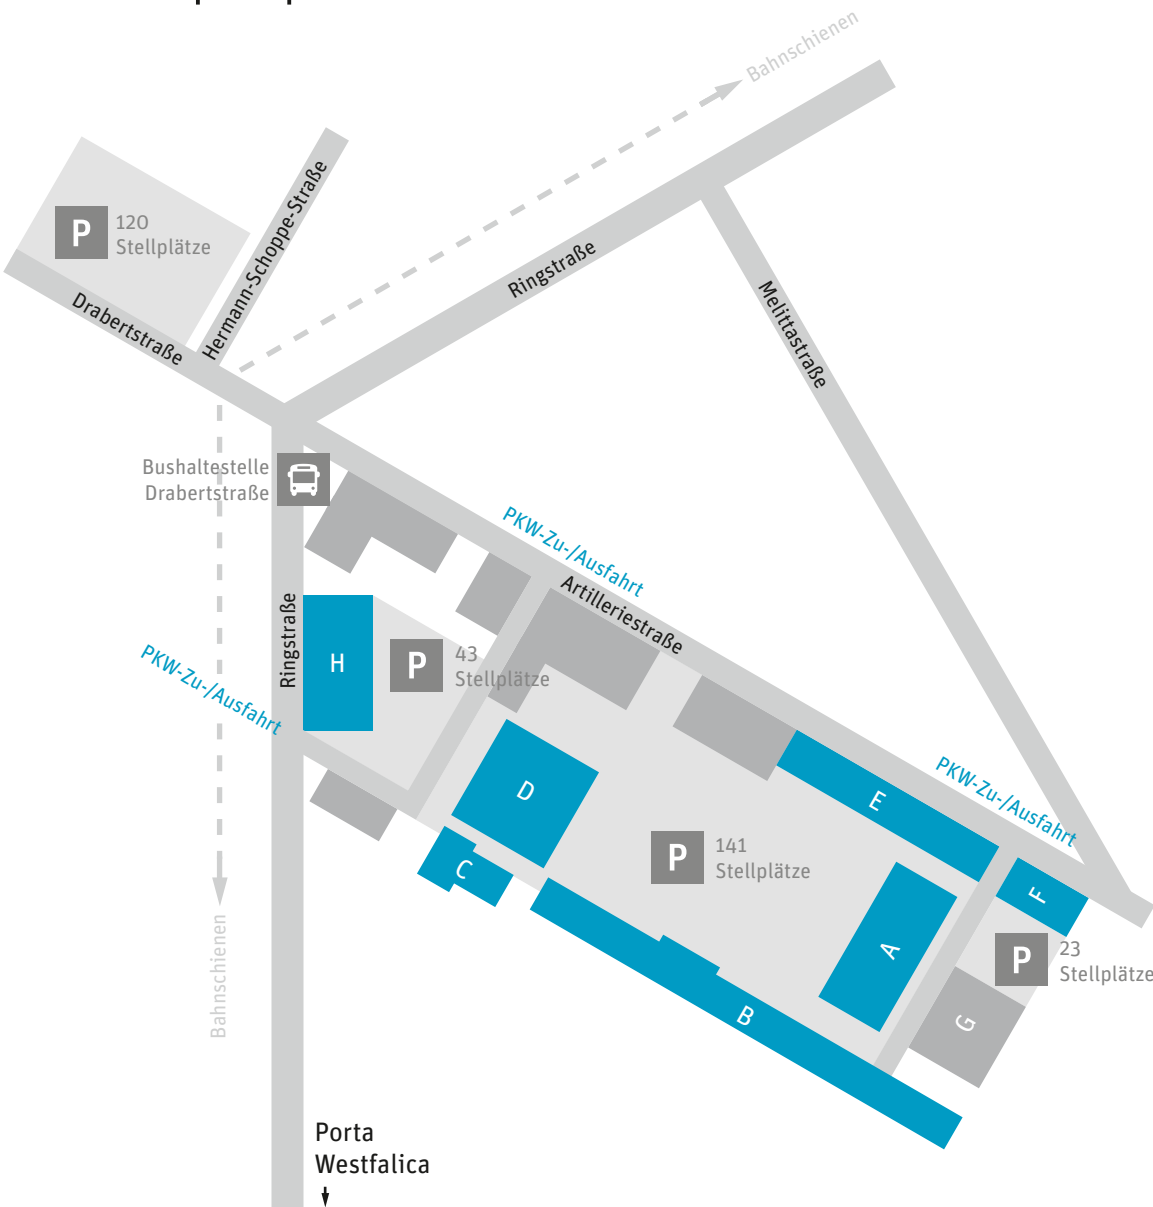 Bahnschienen
Hermann-Schoppe-Straße
P
120
Stellplätze
Ringstraße
Drabertstraße
Melittastraße
Bushaltestelle
Drabertstraße
PKW-Zu-/Ausfahrt
Artilleriestraße
Ringstraße
H
P
43
Stellplätze
PKW-Zu-/Ausfahrt
D
E
PKW-Zu-/Ausfahrt
P
141
Stellplätze
C
F
A
P
23
Stellplätze
Bahnschienen
B
G
Porta
Westfalica